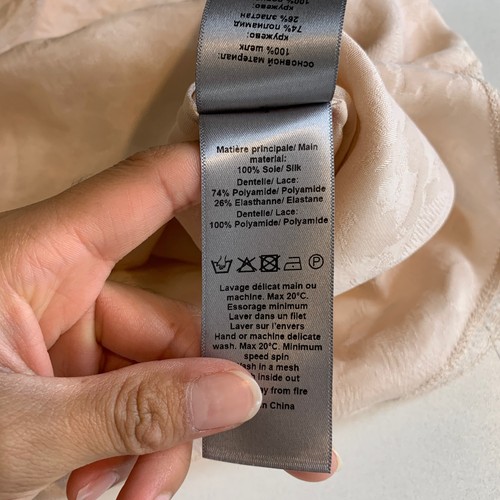 основной материал:
100% шелк
кружево:
74% полиамид
26% эластан
кружево:
Matière principale/ Main
material:
100% Soie/ Silk
Dentelle/ Lace:
74% Polyamide/ Polyamide
26% Elasthanne/ Elastane
Dentelle/ Lace:
100% Polyamide/ Polyamide
Lavage délicat main ou
machine. Max 20°C.
Essorage minimum
Laver dans un filet
Laver sur l'envers
Hand or machine delicate
wash. Max 20°C. Minimum
speed spin
in a mesh
inside out
from fire
in China